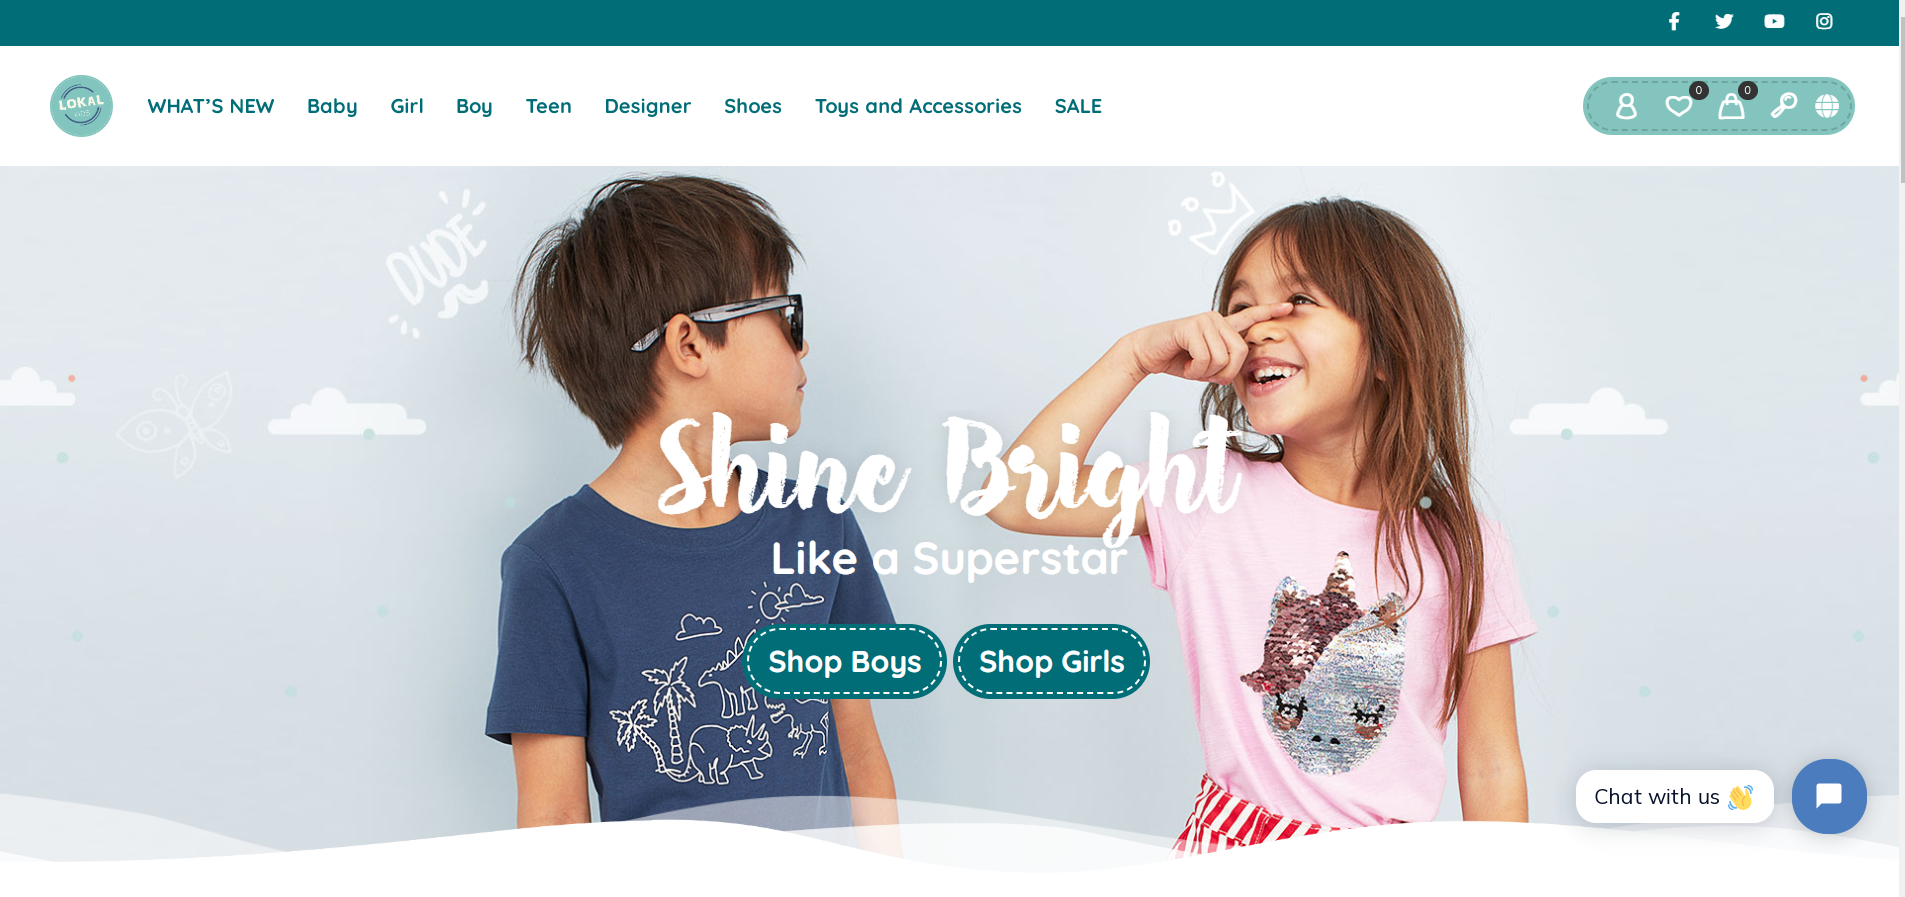 LOKAL
KIDS
WHAT'S NEW Baby Girl Boy Teen Designer Shoes Toys and Accessories SALE
0 0
DUDE
Shine Bright
Like a Superstar
Shop Boys Shop Girls
Chat with us 👋